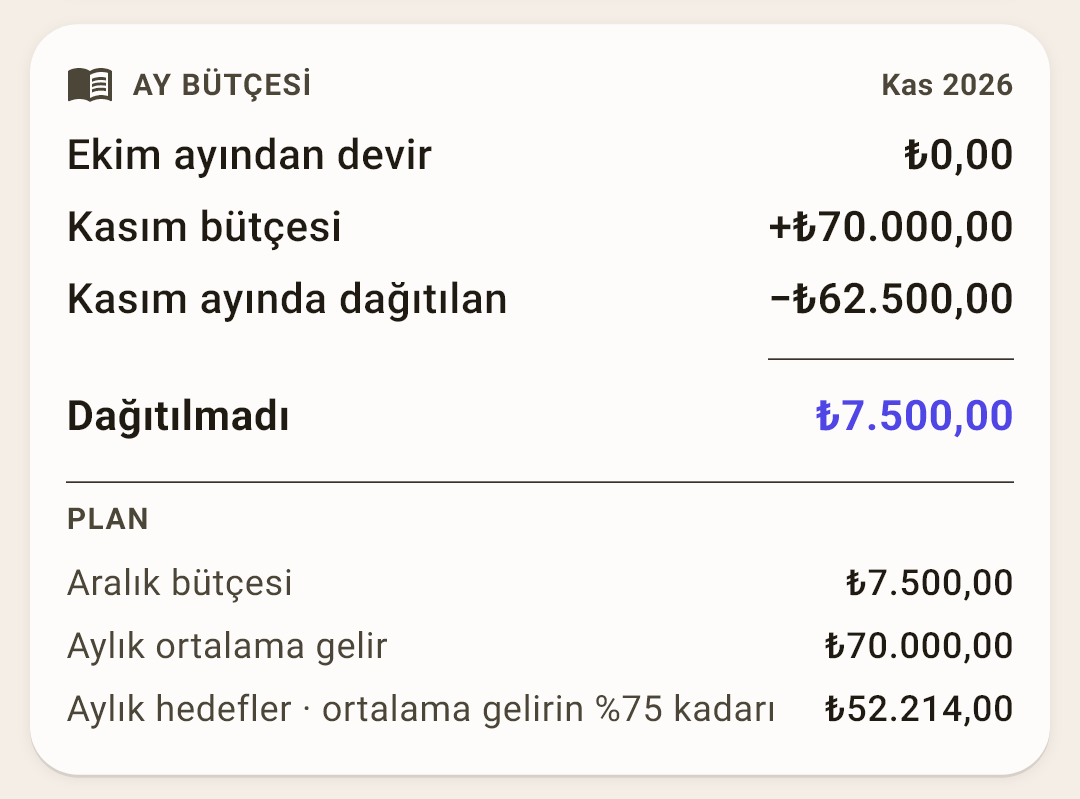 AY BÜTÇESİ Kas 2026
Ekim ayından devir ₺0,00
Kasım bütçesi +₺70.000,00
Kasım ayında dağıtılan −₺62.500,00
Dağıtılmadı ₺7.500,00
PLAN
Aralık bütçesi ₺7.500,00
Aylık ortalama gelir ₺70.000,00
Aylık hedefler · ortalama gelirin %75 kadarı ₺52.214,00